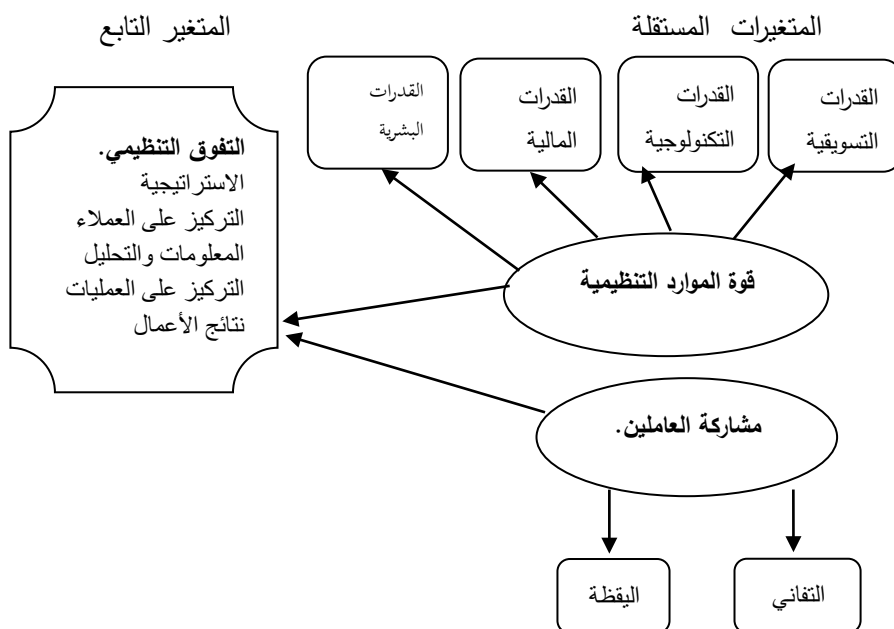 المتغيرات المستقلة
المتغير التابع
القدرات
التسويقية
القدرات
التكنولوجية
القدرات
المالية
القدرات
البشرية
التفوق التنظيمي.
الاستراتيجية
التركيز على العملاء
المعلومات والتحليل
التركيز على العمليات
نتائج الأعمال
قوة الموارد التنظيمية
مشاركة العاملين.
التفاني
اليقظة